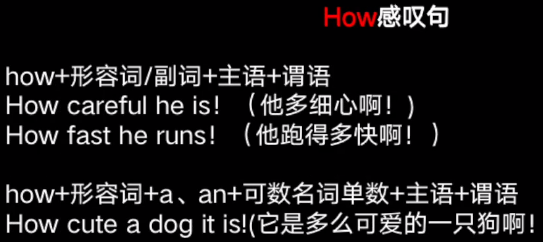 How感叹句
how+形容词/副词+主语+谓语
How careful he is！（他多细心啊！)
How fast he runs！（他跑得多快啊！）
how+形容词+a、an+可数名词单数+主语+谓语
How cute a dog it is!(它是多么可爱的一只狗啊！